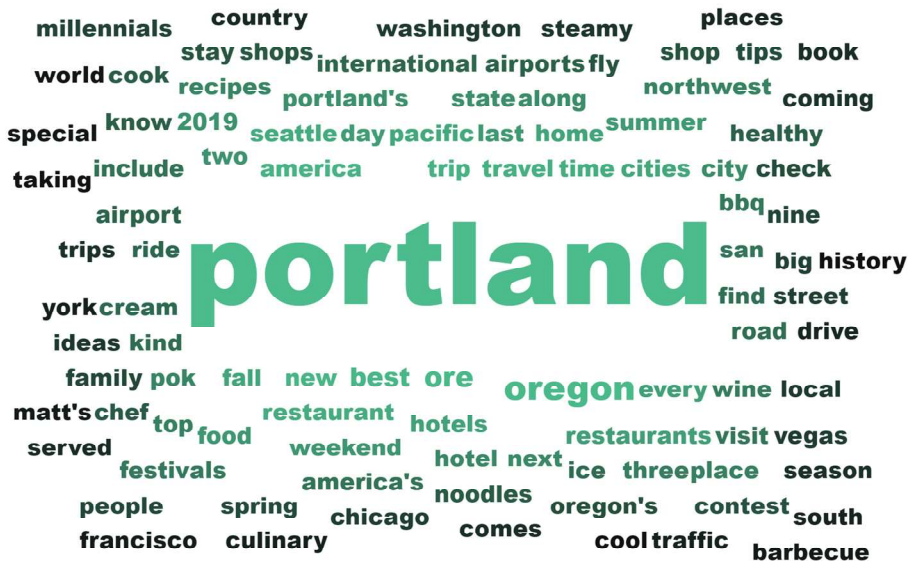 millennials country washington steamy places
stay shops international airports fly shop tips book
world cook recipes portland's state along northwest coming
special know 2019 seattle day pacific last home summer healthy
taking include two america trip travel time cities city check
airport bbq nine
trips ride portland san big history
york cream find street
ideas kind road drive
family pok fall new best ore oregon every wine local
matt's chef top restaurant hotels
served food weekend restaurants visit vegas
festivals america's hotel next ice three place season
people spring chicago noodles oregon's contest south
francisco culinary comes cool traffic barbecue